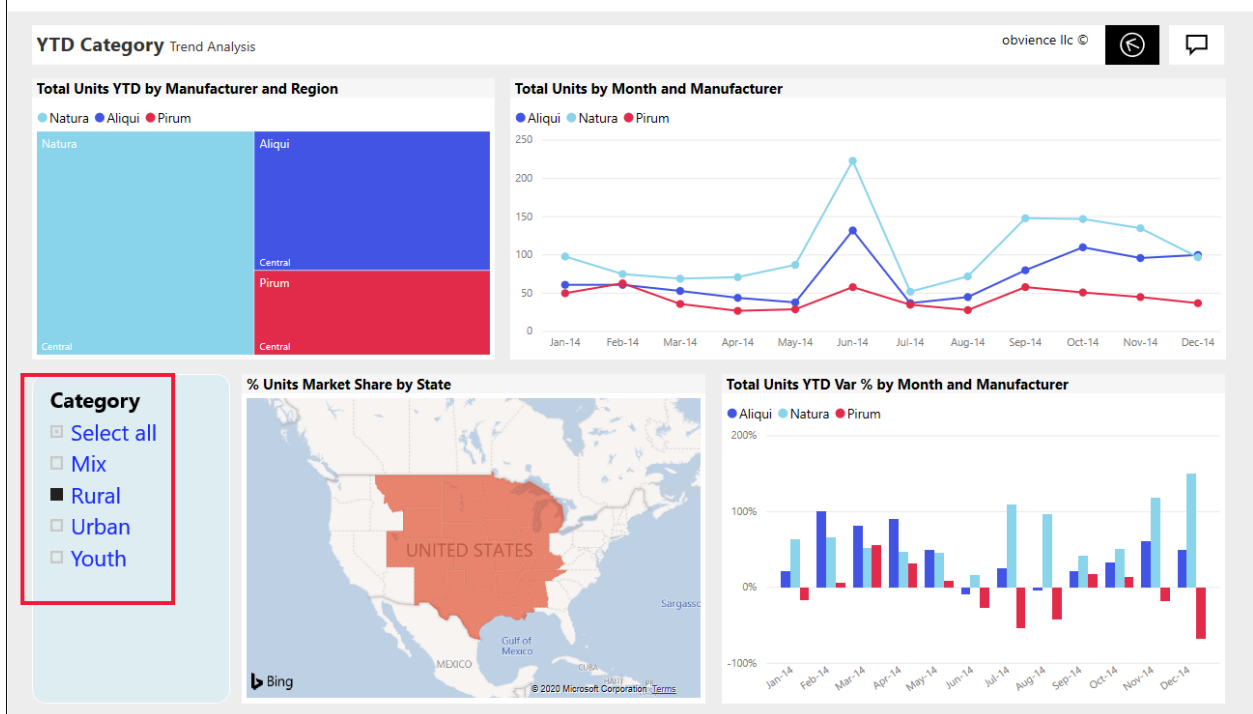 YTD Category Trend Analysis
obvience llc ©
Total Units YTD by Manufacturer and Region
Natura Aliqui Pirum
Natura
Aliqui
Central
Pirum
Central
Central
Total Units by Month and Manufacturer
Aliqui Natura Pirum
250
200
150
100
50
0
Jan-14 Feb-14 Mar-14 Apr-14 May-14 Jun-14 Jul-14 Aug-14 Sep-14 Oct-14 Nov-14 Dec-14
Category
Select all
Mix
Rural
Urban
Youth
% Units Market Share by State
UNITED STATES
Sargasso
Gulf of
Mexico
MEXICO
CUBA
HAITI
Bing
© 2020 Microsoft Corporation Terms
Total Units YTD Var % by Month and Manufacturer
Aliqui Natura Pirum
200%
100%
0%
-100%
Jan-14 Feb-14 Mar-14 Apr-14 May-14 Jun-14 Jul-14 Aug-14 Sep-14 Oct-14 Nov-14 Dec-14